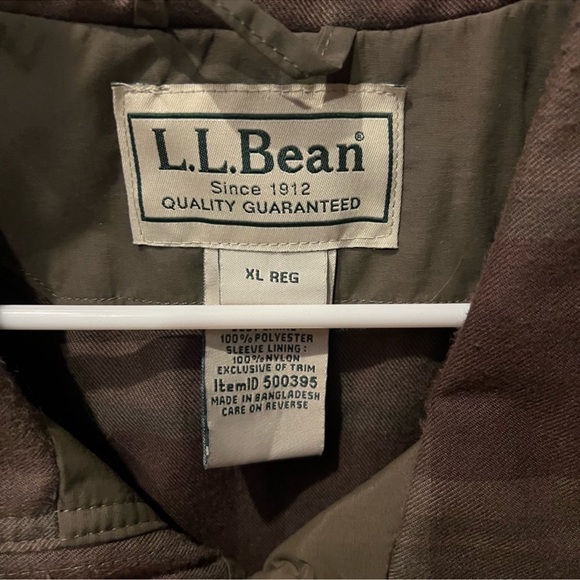 L.L.Bean®
Since 1912
QUALITY GUARANTEED
XL REG
100% POLYESTER
SLEEVE LINING:
100% NYLON
EXCLUSIVE OF TRIM
ItemID 500395
MADE IN BANGLADESH
CARE ON REVERSE